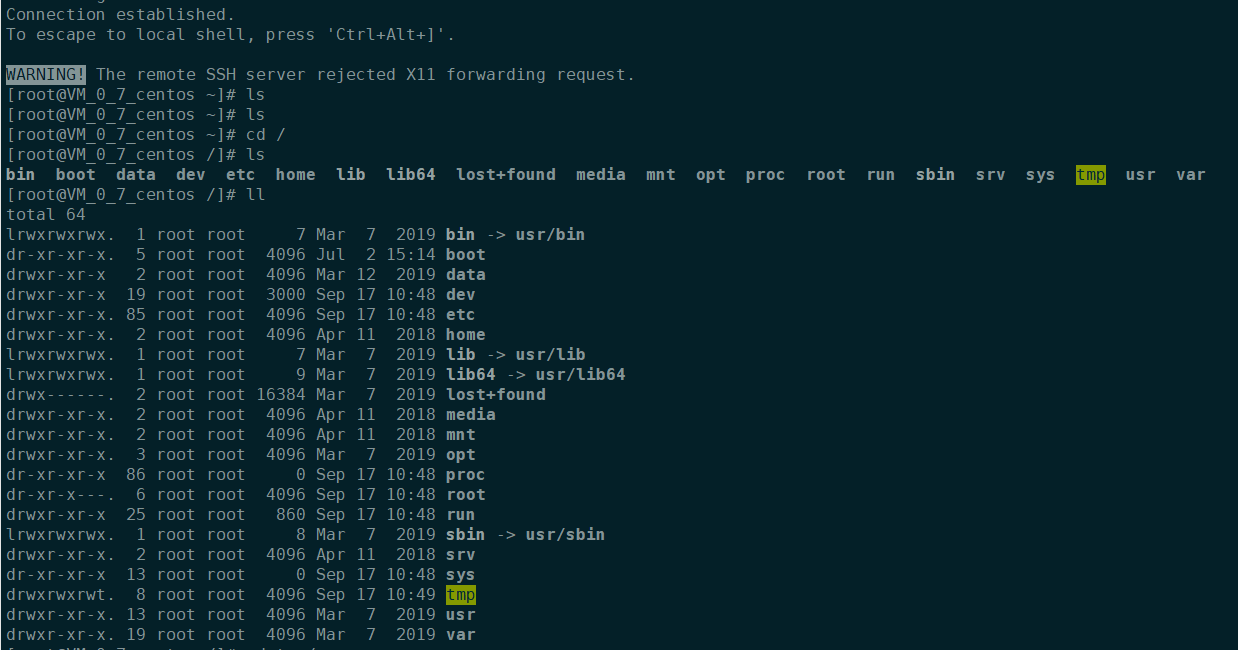 Connection established.
To escape to local shell, press 'Ctrl+Alt+]'.
WARNING! The remote SSH server rejected X11 forwarding request.
[root@VM_0_7_centos ~]# ls
[root@VM_0_7_centos ~]# ls
[root@VM_0_7_centos ~]# cd /
[root@VM_0_7_centos /]# ls
bin  boot  data  dev  etc  home  lib  lib64  lost+found  media  mnt  opt  proc  root  run  sbin  srv  sys  tmp  usr  var
[root@VM_0_7_centos /]# ll
total 64
lrwxrwxrwx.  1 root root     7 Mar  7  2019 bin -> usr/bin
dr-xr-xr-x.  5 root root  4096 Jul  2 15:14 boot
drwxr-xr-x   2 root root  4096 Mar 12  2019 data
drwxr-xr-x  19 root root  3000 Sep 17 10:48 dev
drwxr-xr-x. 85 root root  4096 Sep 17 10:48 etc
drwxr-xr-x.  2 root root  4096 Apr 11  2018 home
lrwxrwxrwx.  1 root root     7 Mar  7  2019 lib -> usr/lib
lrwxrwxrwx.  1 root root     9 Mar  7  2019 lib64 -> usr/lib64
drwx------.  2 root root 16384 Mar  7  2019 lost+found
drwxr-xr-x.  2 root root  4096 Apr 11  2018 media
drwxr-xr-x.  2 root root  4096 Apr 11  2018 mnt
drwxr-xr-x.  3 root root  4096 Mar  7  2019 opt
dr-xr-xr-x  86 root root     0 Sep 17 10:48 proc
dr-xr-x---.  6 root root  4096 Sep 17 10:48 root
drwxr-xr-x  25 root root   860 Sep 17 10:48 run
lrwxrwxrwx.  1 root root     8 Mar  7  2019 sbin -> usr/sbin
drwxr-xr-x.  2 root root  4096 Apr 11  2018 srv
dr-xr-xr-x  13 root root     0 Sep 17 10:48 sys
drwxrwxrwt.  8 root root  4096 Sep 17 10:49 tmp
drwxr-xr-x. 13 root root  4096 Mar  7  2019 usr
drwxr-xr-x. 19 root root  4096 Mar  7  2019 var